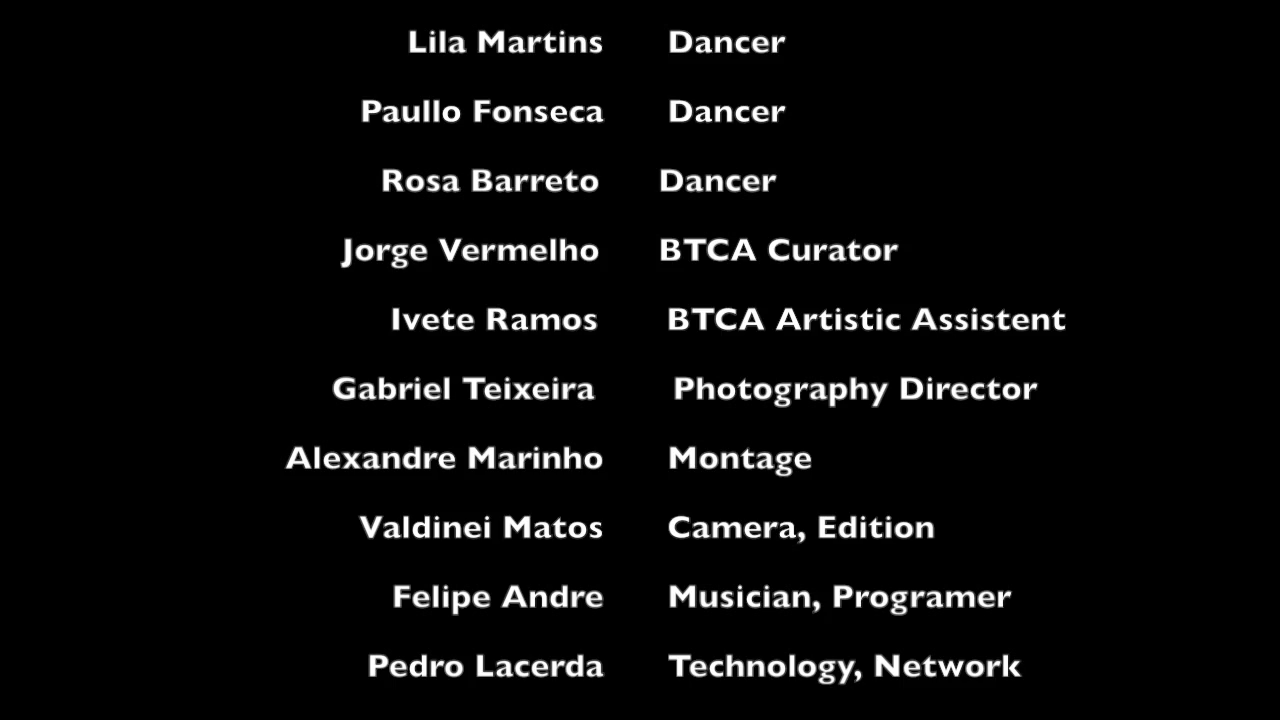 Lila Martins Dancer
Paullo Fonseca Dancer
Rosa Barreto Dancer
Jorge Vermelho BTCA Curator
Ivete Ramos BTCA Artistic Assistent
Gabriel Teixeira Photography Director
Alexandre Marinho Montage
Valdinei Matos Camera, Edition
Felipe Andre Musician, Programer
Pedro Lacerda Technology, Network